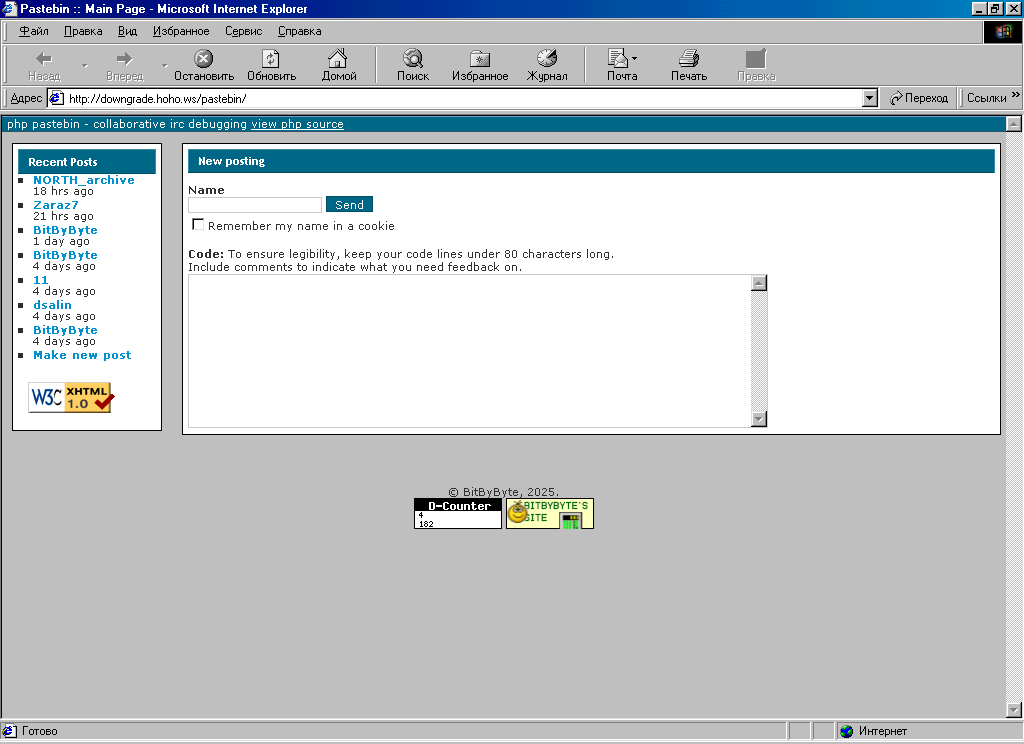 Pastebin :: Main Page - Microsoft Internet Explorer
Файл Правка Вид Избранное Сервис Справка
Назад Вперед Остановить Обновить Домой Поиск Избранное Журнал Почта Печать Правка
Адрес http://downgrade.hoho.ws/pastebin/ Переход Ссылки »
php pastebin - collaborative irc debugging view php source
Recent Posts
NORTH_archive
18 hrs ago
Zaraz7
21 hrs ago
BitByByte
1 day ago
BitByByte
4 days ago
11
4 days ago
dsalin
4 days ago
BitByByte
4 days ago
Make new post
W3C XHTML
1.0
New posting
Name
Send
Remember my name in a cookie
Code: To ensure legibility, keep your code lines under 80 characters long.
Include comments to indicate what you need feedback on.
© BitByByte, 2025.
D-Counter
4
182
BITBYBYTE'S
SITE
Готово Интернет